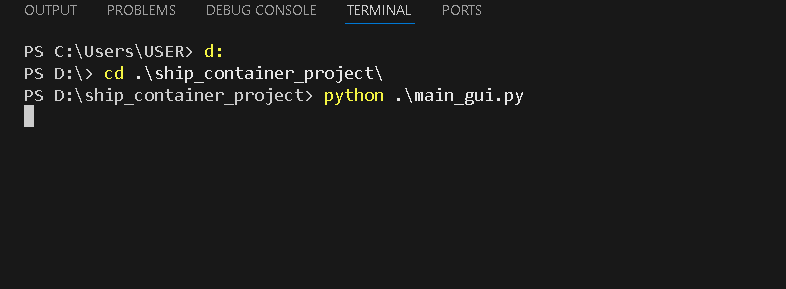 OUTPUT PROBLEMS DEBUG CONSOLE TERMINAL PORTS
PS C:\Users\USER> d:
PS D:\> cd .\ship_container_project\
PS D:\ship_container_project> python .\main_gui.py